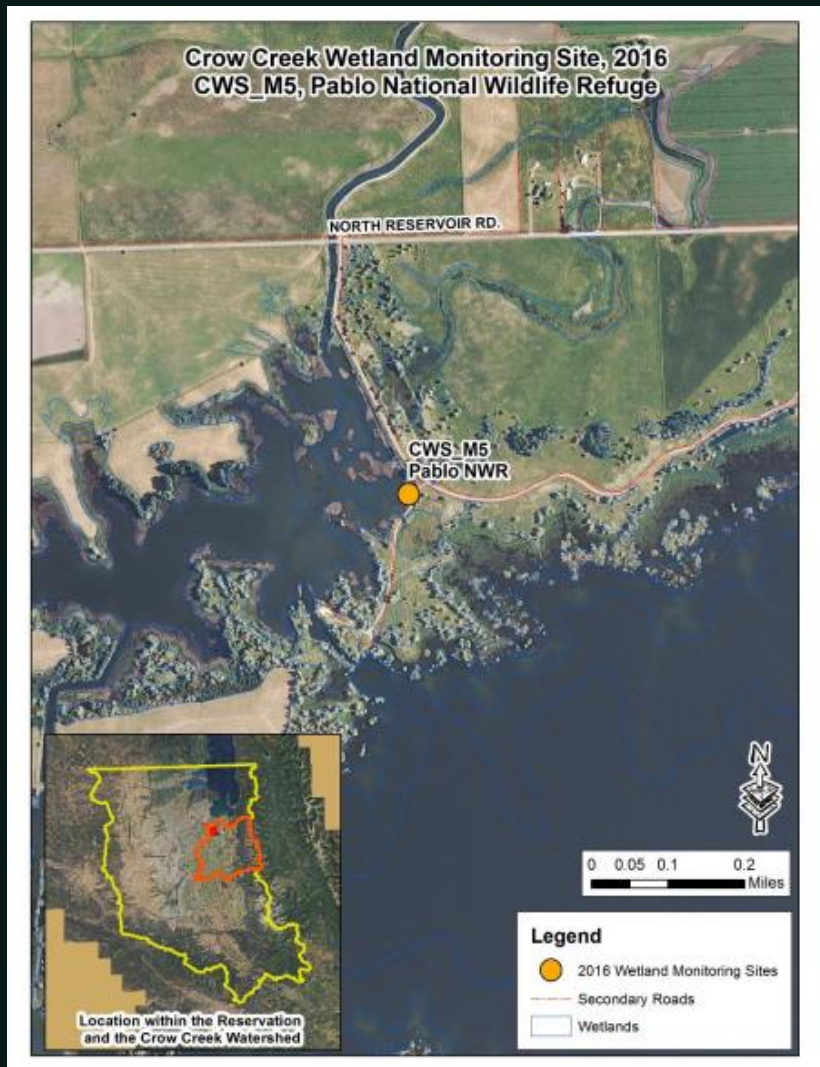 Crow Creek Wetland Monitoring Site, 2016
CWS_M5, Pablo National Wildlife Refuge
NORTH RESERVOIR RD.
CWS_M5
Pablo NWR
N
0 0.05 0.1 0.2
Miles
Legend
2016 Wetland Monitoring Sites
Secondary Roads
Wetlands
Location within the Reservation
and the Crow Creek Watershed